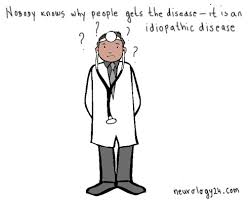 Nobody knows why people gets the disease – it is an
idiopathic disease
? ? ? ?
neurology24.com